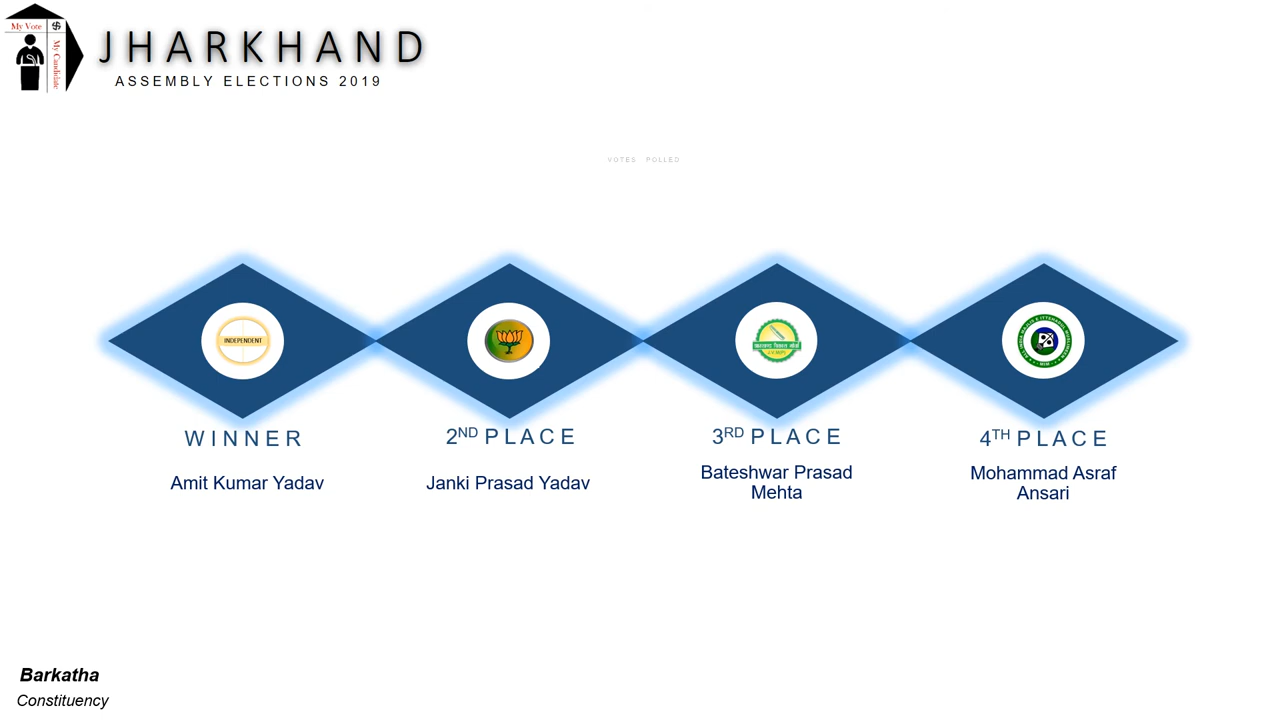 My Vote
My Candidate
JHARKHAND
ASSEMBLY ELECTIONS 2019
VOTES POLLED
INDEPENDENT
झारखण्ड विकास मोर्चा
WINNER
2ND PLACE
3RD PLACE
4TH PLACE
Amit Kumar Yadav
Janki Prasad Yadav
Bateshwar Prasad
Mehta
Mohammad Asraf
Ansari
Barkatha
Constituency